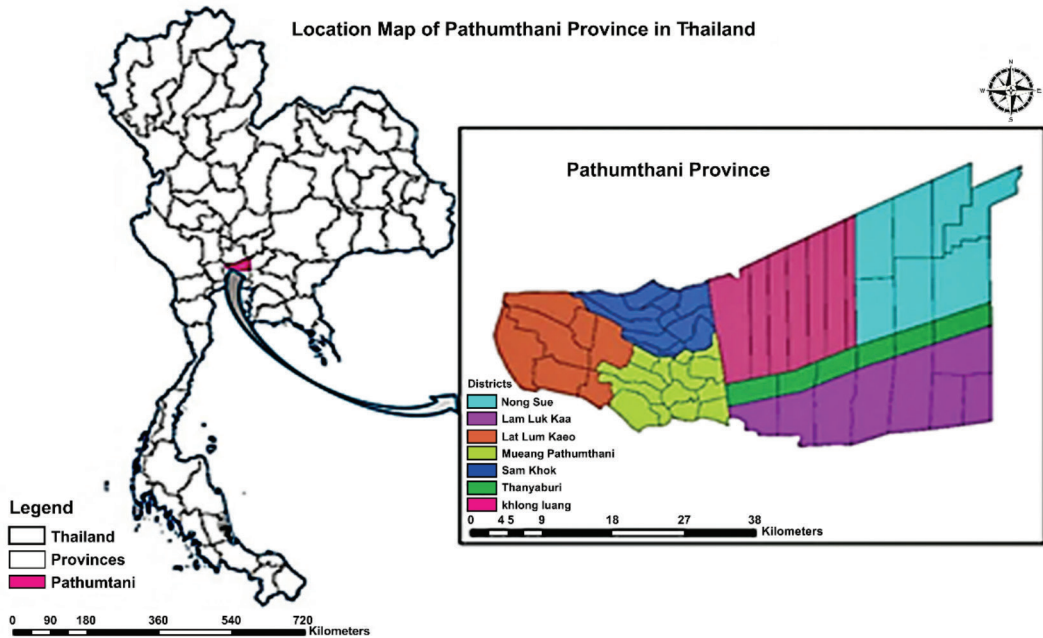 Location Map of Pathumthani Province in Thailand
N
W E
S
Pathumthani Province
Districts
Nong Sue
Lam Luk Kaa
Lat Lum Kaeo
Mueang Pathumthani
Sam Khok
Thanyaburi
khlong luang
0 4 5 9 18 27 38
Kilometers
Legend
Thailand
Provinces
Pathumtani
0 90 180 360 540 720
Kilometers